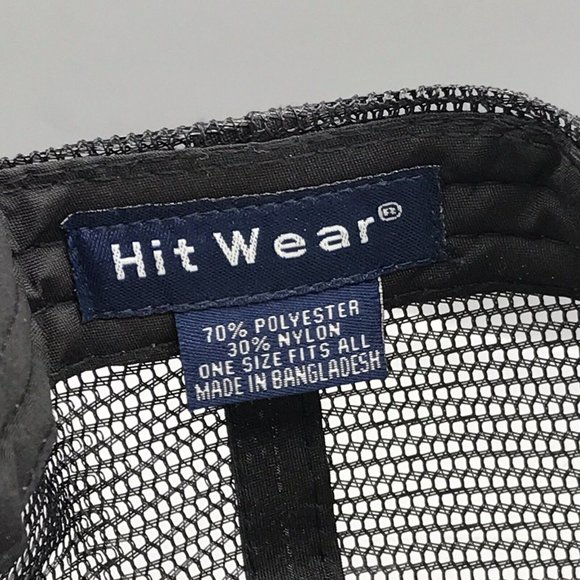 Hit Wear®
70% POLYESTER
30% NYLON
ONE SIZE FITS ALL
MADE IN BANGLADESH